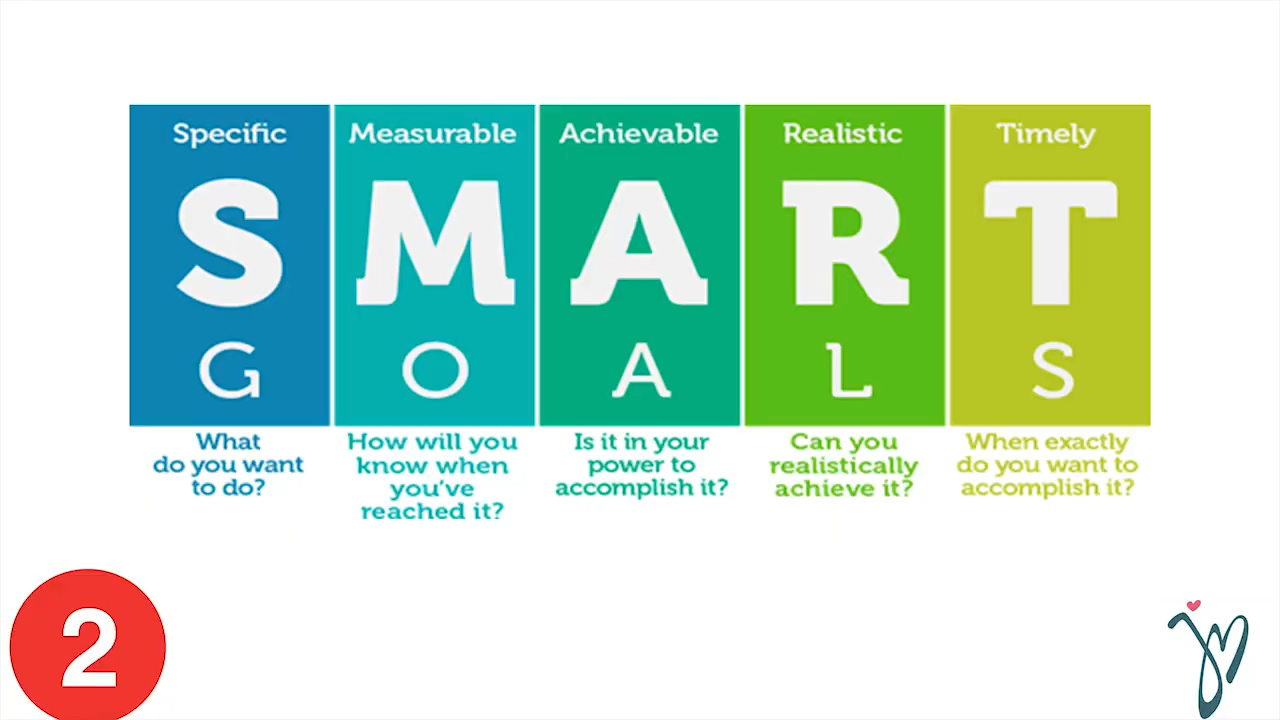 Specific
Measurable
Achievable
Realistic
Timely
S
M
A
R
T
G
O
A
L
S
What
do you want
to do?
How will you
know when
you've
reached it?
Is it in your
power to
accomplish it?
Can you
realistically
achieve it?
When exactly
do you want to
accomplish it?
2